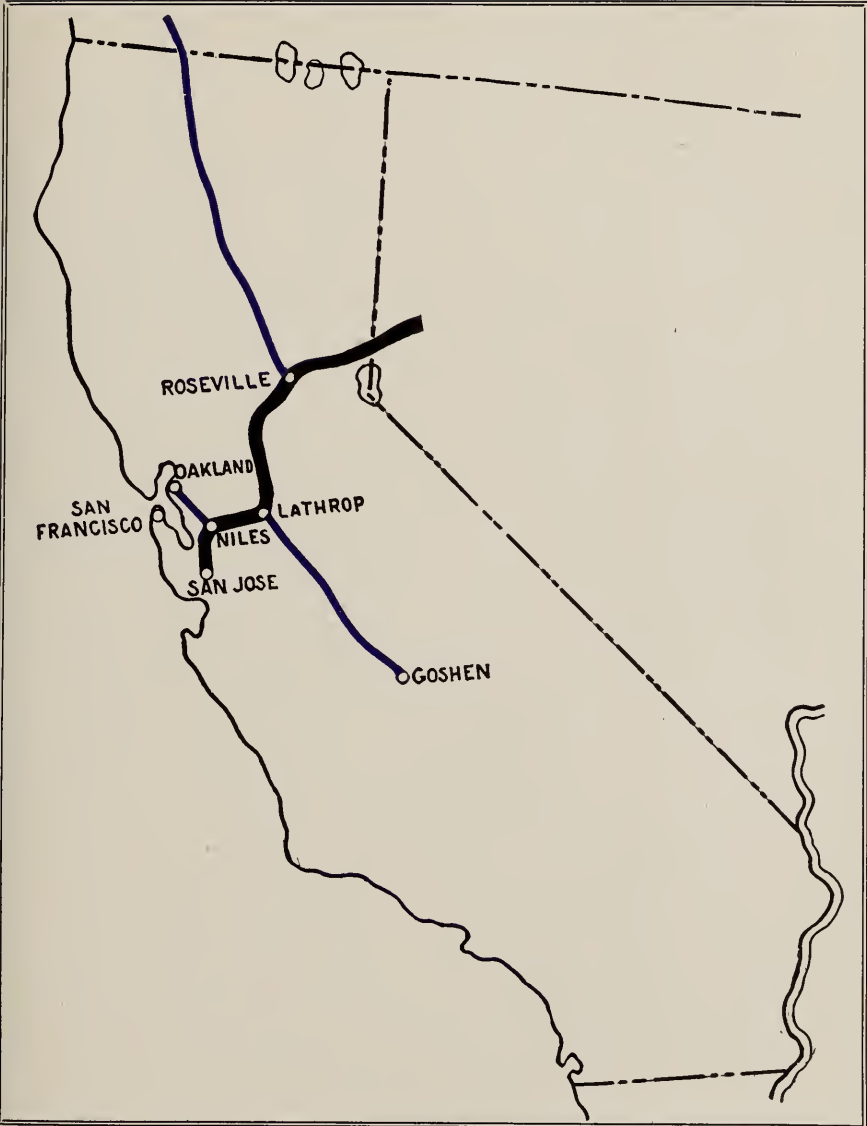 ROSEVILLE
OAKLAND
SAN
FRANCISCO
LATHROP
NILES
SAN JOSE
GOSHEN